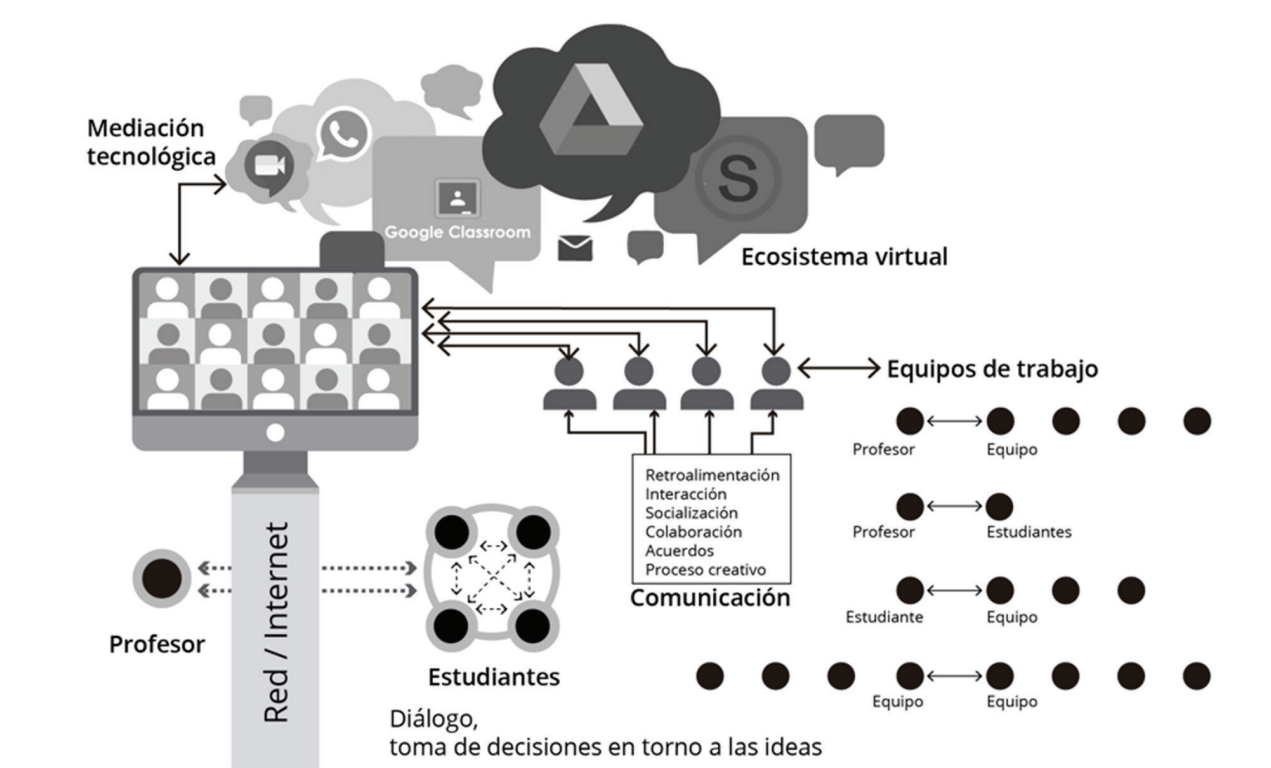 Mediación
tecnológica
S
Google Classroom
Ecosistema virtual
Equipos de trabajo
Profesor
Equipo
Retroalimentación
Interacción
Socialización
Colaboración
Acuerdos
Proceso creativo
Comunicación
Profesor
Estudiantes
Estudiante
Equipo
Equipo
Equipo
Red / Internet
Profesor
Estudiantes
Diálogo,
toma de decisiones en torno a las ideas